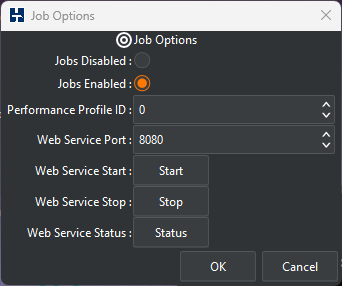 Job Options
Job Options
Jobs Disabled :
Jobs Enabled :
Performance Profile ID : 0
Web Service Port : 8080
Web Service Start : Start
Web Service Stop : Stop
Web Service Status : Status
OK Cancel